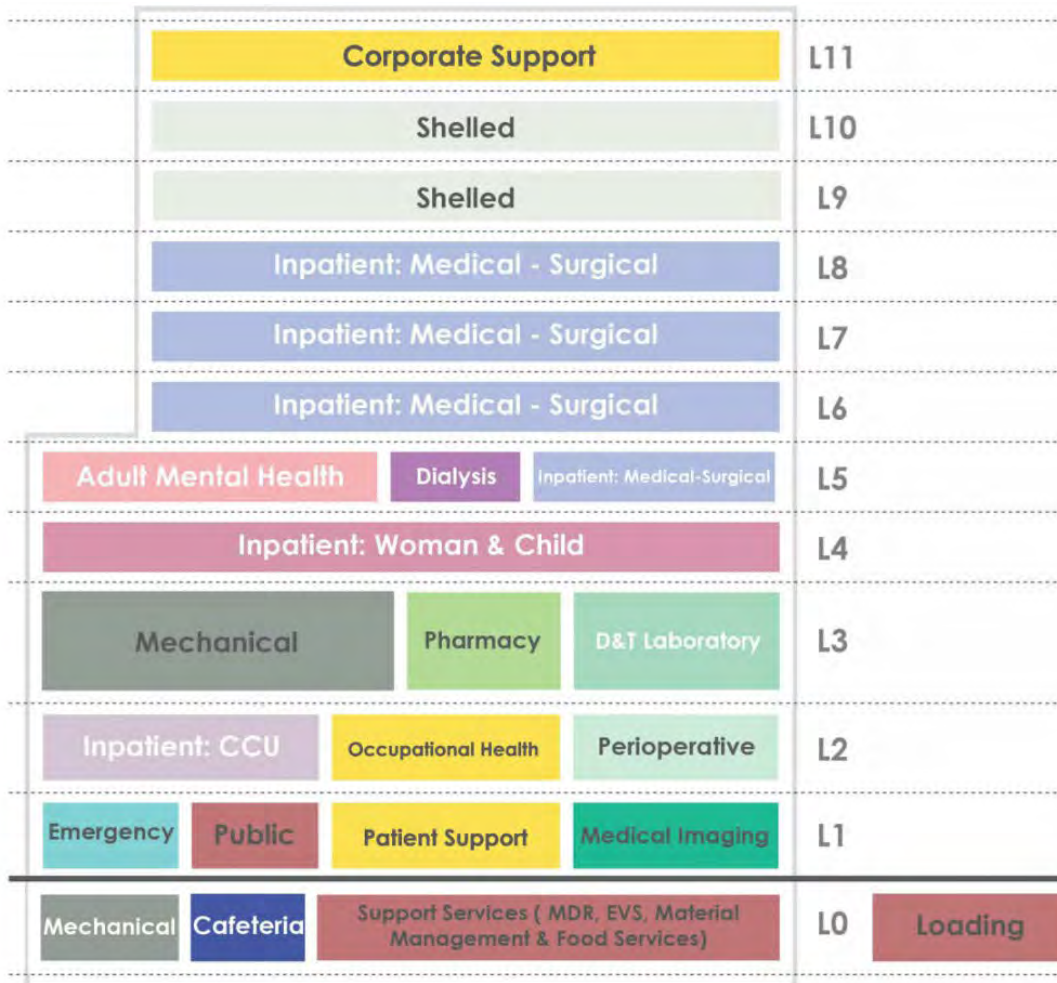 Corporate Support L11
Shelled L10
Shelled L9
Inpatient: Medical - Surgical L8
Inpatient: Medical - Surgical L7
Inpatient: Medical - Surgical L6
Adult Mental Health Dialysis Inpatient: Medical-Surgical L5
Inpatient: Woman & Child L4
Mechanical Pharmacy D&T Laboratory L3
Inpatient: CCU Occupational Health Perioperative L2
Emergency Public Patient Support Medical Imaging L1
Mechanical Cafeteria Support Services ( MDR, EVS, Material
Management & Food Services) L0 Loading